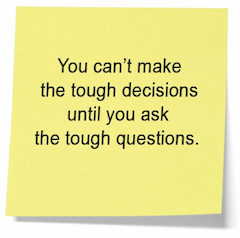 You can’t make
the tough decisions
until you ask
the tough questions.